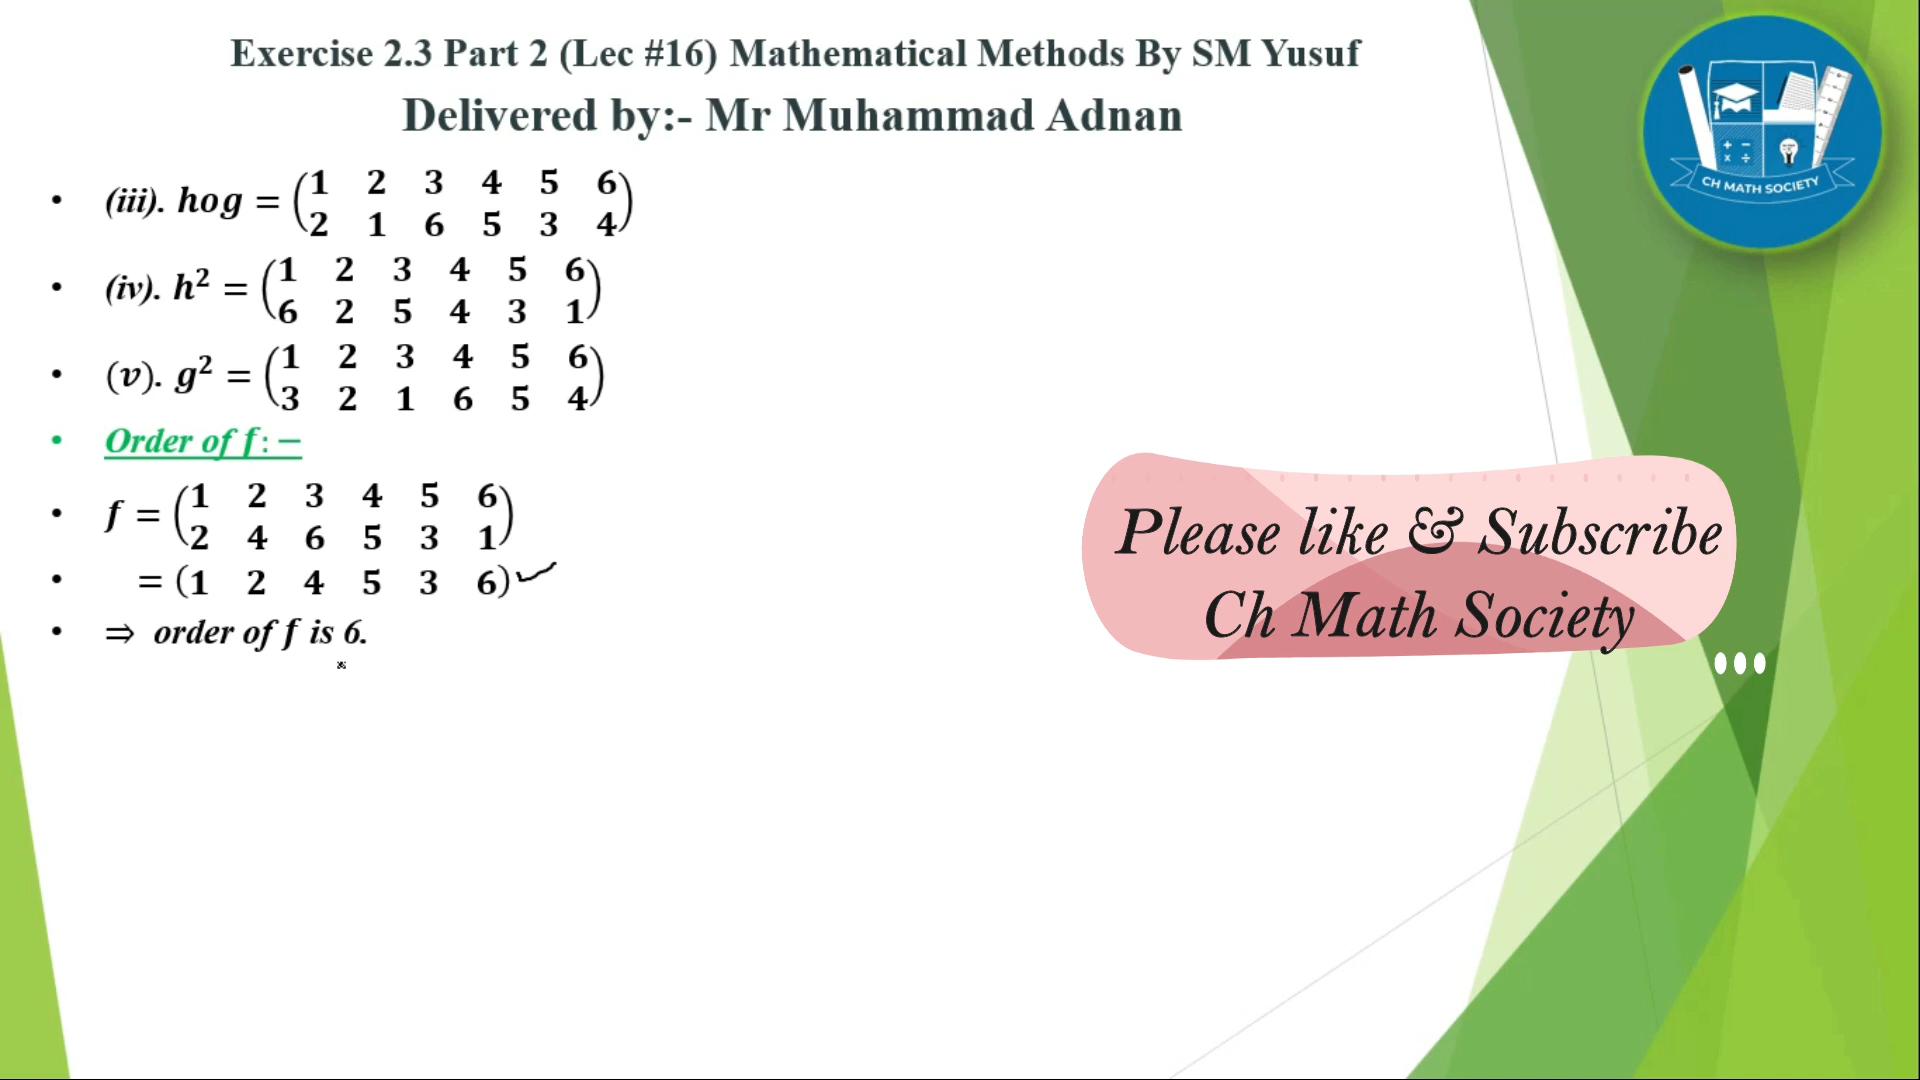 Exercise 2.3 Part 2 (Lec #16) Mathematical Methods By SM Yusuf
Delivered by:- Mr Muhammad Adnan
CH MATH SOCIETY
• (iii). hog = (1 2 3 4 5 6)
(2 1 6 5 3 4)
• (iv). h² = (1 2 3 4 5 6)
(6 2 5 4 3 1)
• (v). g² = (1 2 3 4 5 6)
(3 2 1 6 5 4)
• Order of f: −
• f = (1 2 3 4 5 6)
(2 4 6 5 3 1)
• = (1 2 4 5 3 6)
• ⇒ order of f is 6.
Please like & Subscribe
Ch Math Society